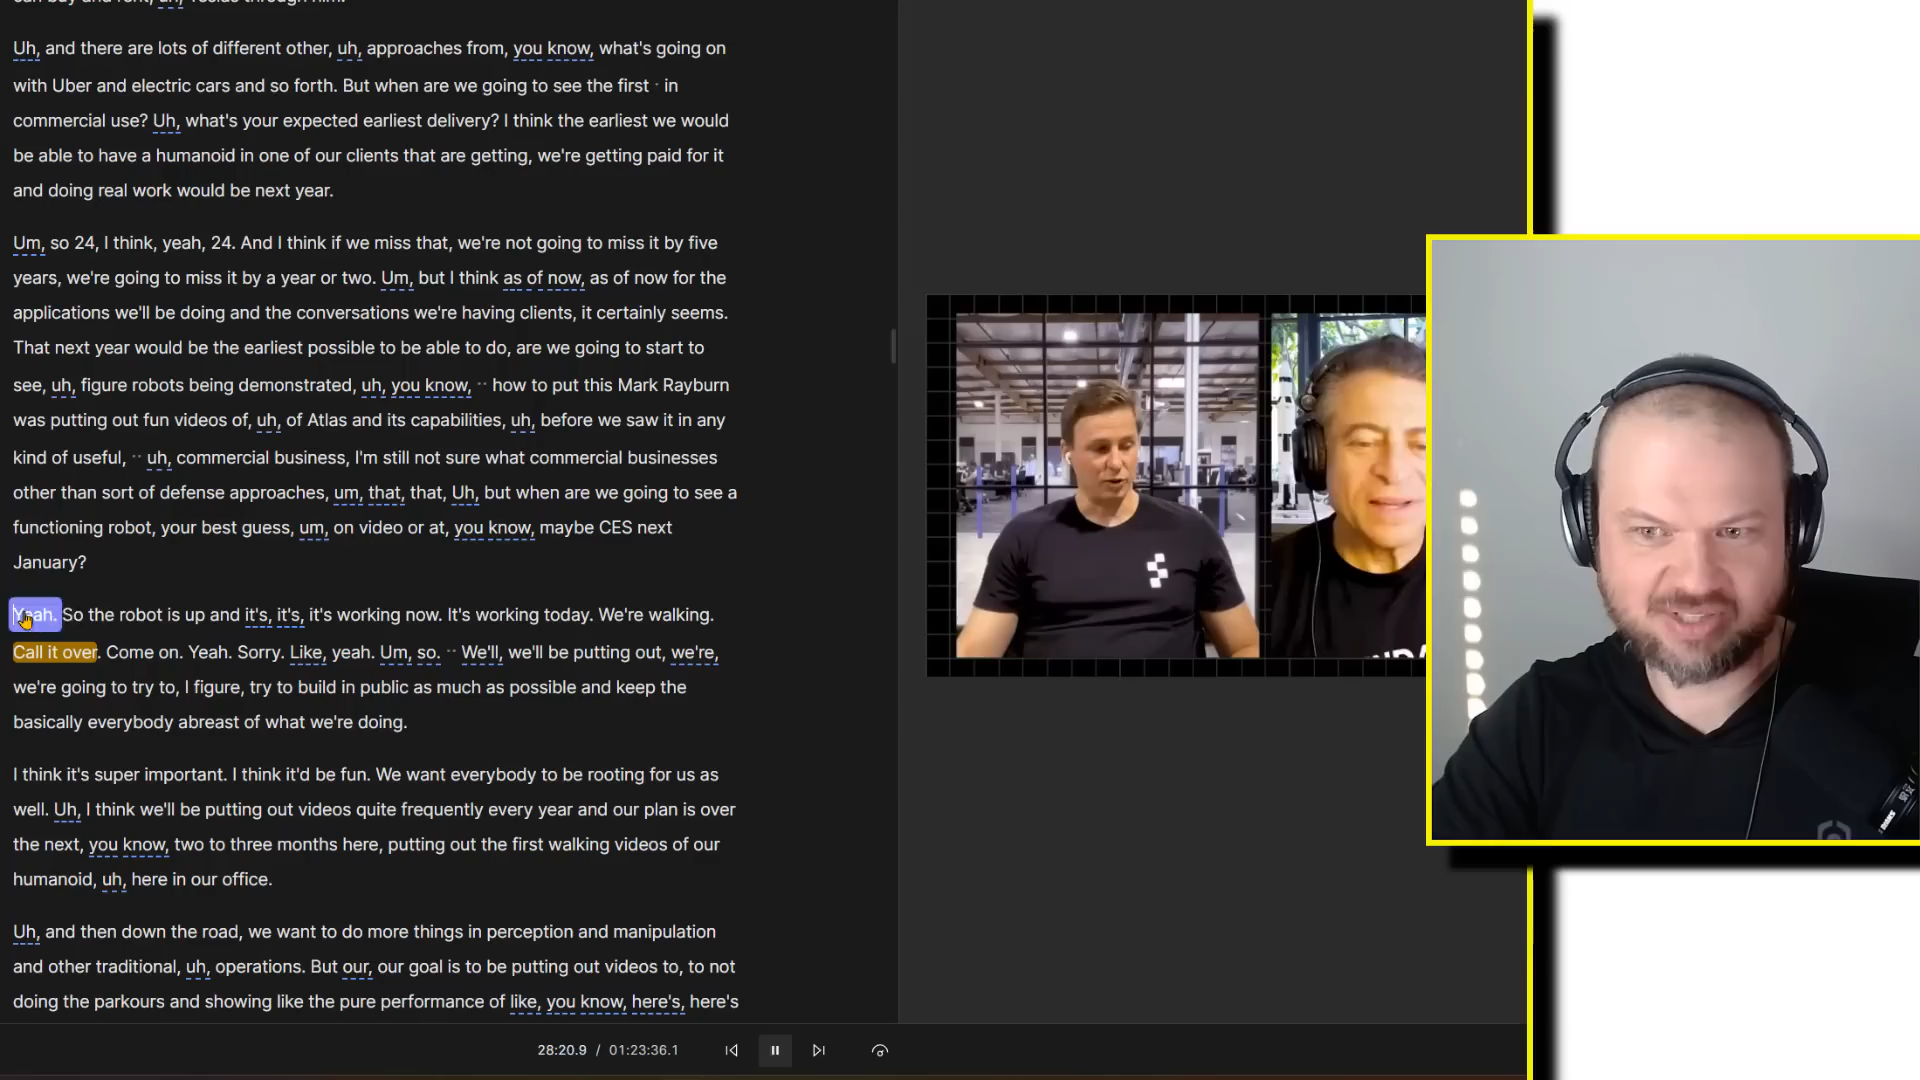 can buy and rent, uh, Teslas through him.
Uh, and there are lots of different other, uh, approaches from, you know, what's going on
with Uber and electric cars and so forth. But when are we going to see the first · in
commercial use? Uh, what's your expected earliest delivery? I think the earliest we would
be able to have a humanoid in one of our clients that are getting, we're getting paid for it
and doing real work would be next year.
Um, so 24, I think, yeah, 24. And I think if we miss that, we're not going to miss it by five
years, we're going to miss it by a year or two. Um, but I think as of now, as of now for the
applications we'll be doing and the conversations we're having clients, it certainly seems.
That next year would be the earliest possible to be able to do, are we going to start to
see, uh, figure robots being demonstrated, uh, you know, ·· how to put this Mark Rayburn
was putting out fun videos of, uh, of Atlas and its capabilities, uh, before we saw it in any
kind of useful, ·· uh, commercial business, I'm still not sure what commercial businesses
other than sort of defense approaches, um, that, that, Uh, but when are we going to see a
functioning robot, your best guess, um, on video or at, you know, maybe CES next
January?
Yeah. So the robot is up and it's, it's, it's working now. It's working today. We're walking.
Call it over. Come on. Yeah. Sorry. Like, yeah. Um, so. ·· We'll, we'll be putting out, we're,
we're going to try to, I figure, try to build in public as much as possible and keep the
basically everybody abreast of what we're doing.
I think it's super important. I think it'd be fun. We want everybody to be rooting for us as
well. Uh, I think we'll be putting out videos quite frequently every year and our plan is over
the next, you know, two to three months here, putting out the first walking videos of our
humanoid, uh, here in our office.
Uh, and then down the road, we want to do more things in perception and manipulation
and other traditional, uh, operations. But our, our goal is to be putting out videos to, to not
doing the parkours and showing like the pure performance of like, you know, here's, here's
28:20.9 / 01:23:36.1